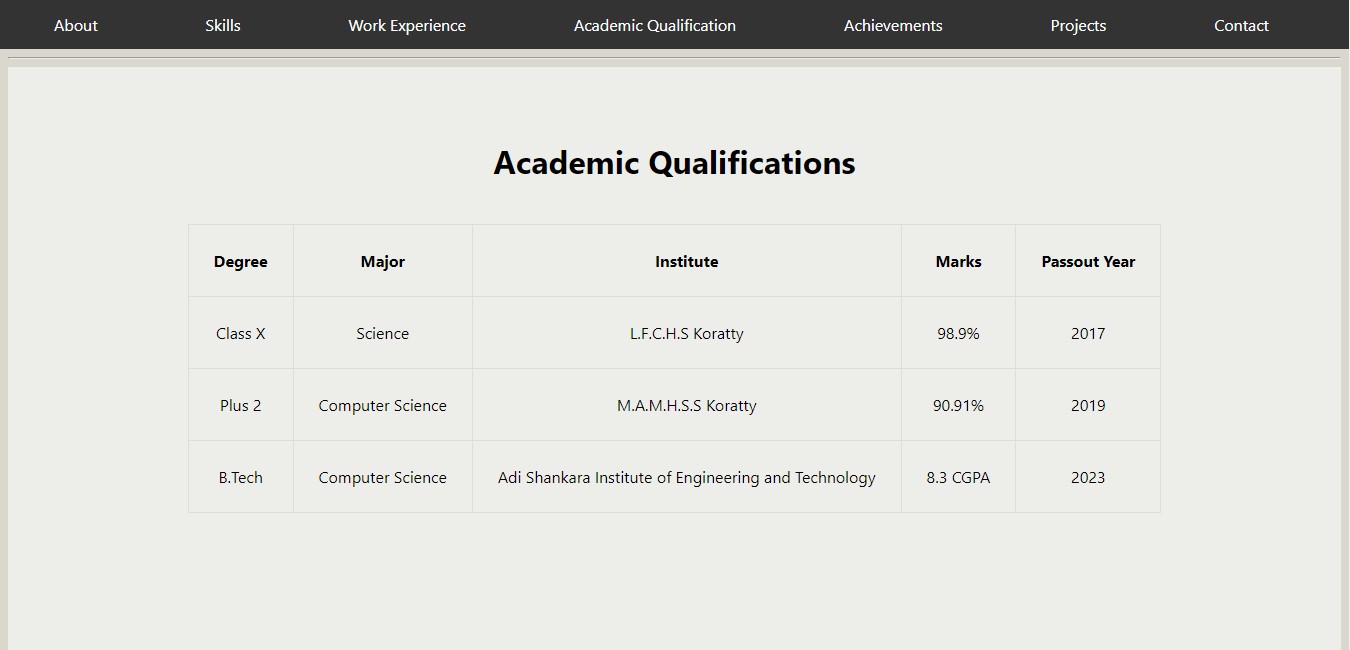 About Skills Work Experience Academic Qualification Achievements Projects Contact
Academic Qualifications
Degree Major Institute Marks Passout Year
Class X Science L.F.C.H.S Koratty 98.9% 2017
Plus 2 Computer Science M.A.M.H.S.S Koratty 90.91% 2019
B.Tech Computer Science Adi Shankara Institute of Engineering and Technology 8.3 CGPA 2023